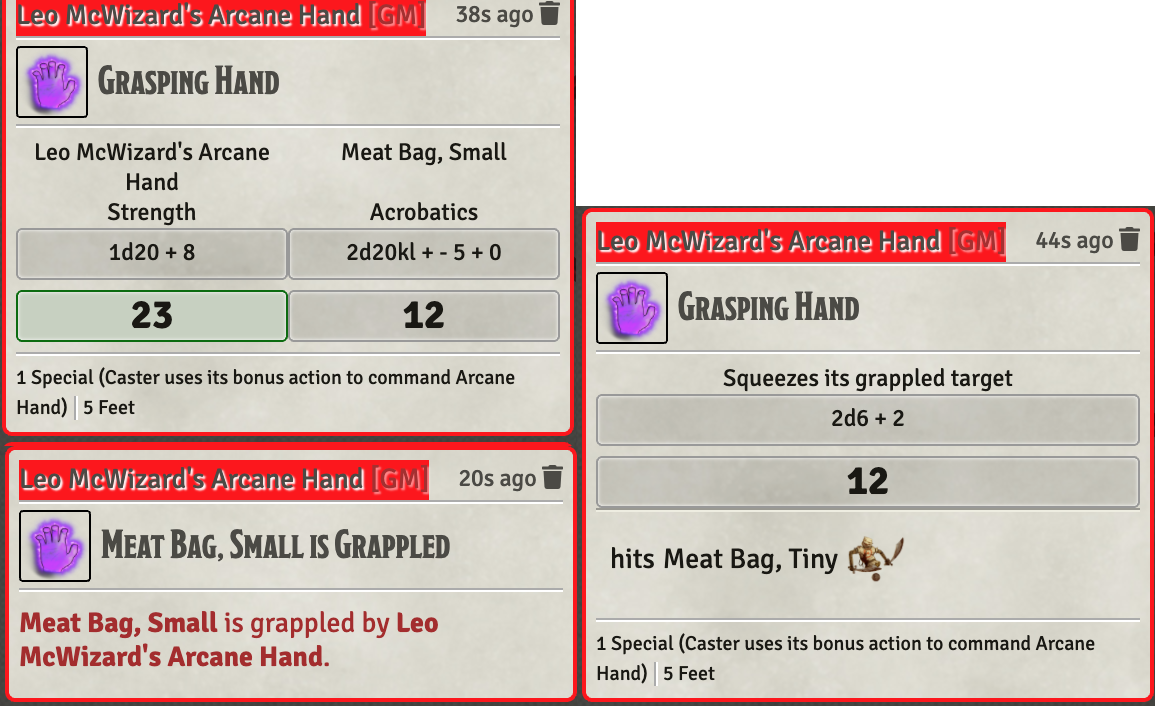 Leo McWizard's Arcane Hand [GM] 38s ago
Grasping Hand
Leo McWizard's Arcane Hand
Strength
Meat Bag, Small
Acrobatics
1d20 + 8
2d20kl + - 5 + 0
23
12
1 Special (Caster uses its bonus action to command Arcane
Hand) | 5 Feet
Leo McWizard's Arcane Hand [GM] 20s ago
Meat Bag, Small is Grappled
Meat Bag, Small is grappled by Leo
McWizard's Arcane Hand.
Leo McWizard's Arcane Hand [GM] 44s ago
Grasping Hand
Squeezes its grappled target
2d6 + 2
12
hits Meat Bag, Tiny
1 Special (Caster uses its bonus action to command Arcane
Hand) | 5 Feet